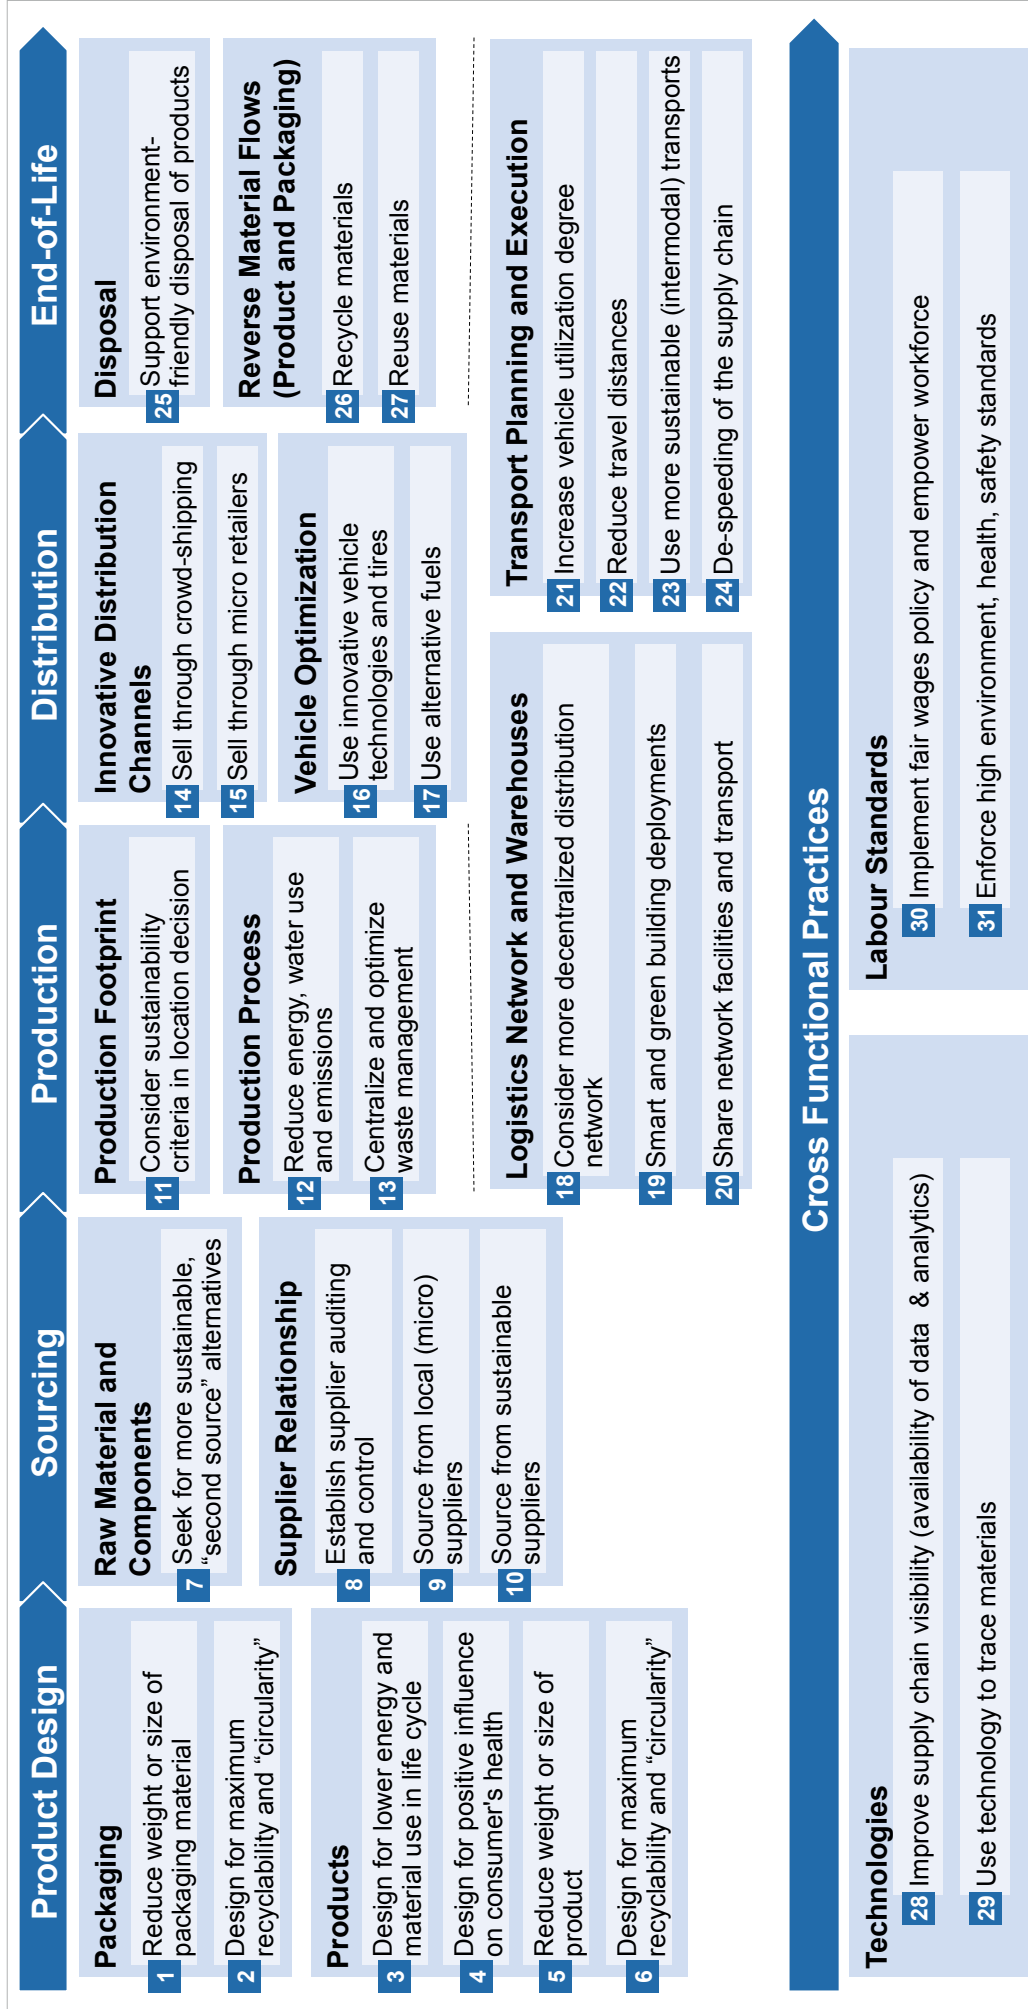 Product Design
Sourcing
Production
Distribution
End-of-Life
Packaging
1
Reduce weight or size of
packaging material
2
Design for maximum
recyclability and “circularity”
Products
3
Design for lower energy and
material use in life cycle
4
Design for positive influence
on consumer's health
5
Reduce weight or size of
product
6
Design for maximum
recyclability and “circularity”
Raw Material and
Components
7
Seek for more sustainable,
“second source” alternatives
Supplier Relationship
8
Establish supplier auditing
and control
9
Source from local (micro)
suppliers
10
Source from sustainable
suppliers
Production Footprint
11
Consider sustainability
criteria in location decision
Production Process
12
Reduce energy, water use
and emissions
13
Centralize and optimize
waste management
Innovative Distribution
Channels
14 Sell through crowd-shipping
15 Sell through micro retailers
Vehicle Optimization
16
Use innovative vehicle
technologies and tires
17 Use alternative fuels
Logistics Network and Warehouses
18 Consider more decentralized distribution
network
19 Smart and green building deployments
20 Share network facilities and transport
Transport Planning and Execution
21 Increase vehicle utilization degree
22 Reduce travel distances
23 Use more sustainable (intermodal) transports
24 De-speeding of the supply chain
Disposal
25
Support environment-
friendly disposal of products
Reverse Material Flows
(Product and Packaging)
26 Recycle materials
27 Reuse materials
Cross Functional Practices
Technologies
28 Improve supply chain visibility (availability of data & analytics)
29 Use technology to trace materials
Labour Standards
30 Implement fair wages policy and empower workforce
31 Enforce high environment, health, safety standards